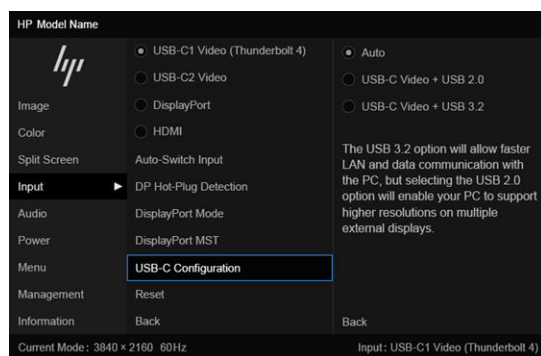 HP Model Name
hp
Image
Color
Split Screen
Input
Audio
Power
Menu
Management
Information
USB-C1 Video (Thunderbolt 4)
USB-C2 Video
DisplayPort
HDMI
Auto-Switch Input
DP Hot-Plug Detection
DisplayPort Mode
DisplayPort MST
USB-C Configuration
Reset
Back
Auto
USB-C Video + USB 2.0
USB-C Video + USB 3.2
The USB 3.2 option will allow faster
LAN and data communication with
the PC, but selecting the USB 2.0
option will enable your PC to support
higher resolutions on multiple
external displays.
Back
Current Mode: 3840 × 2160 60Hz
Input: USB-C1 Video (Thunderbolt 4)